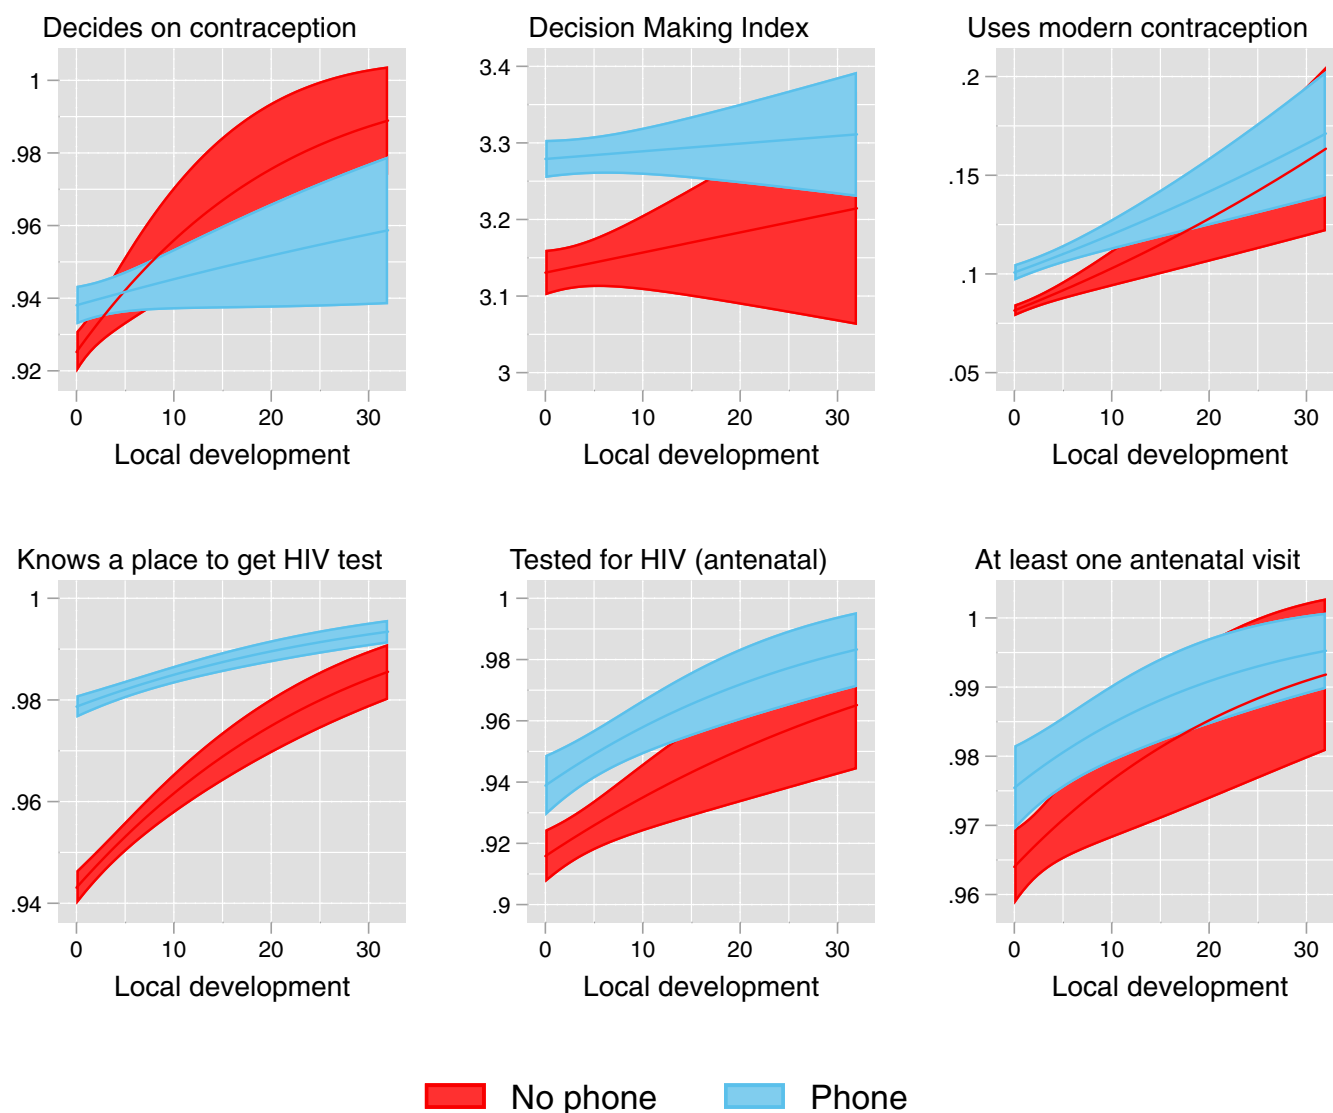 Decides on contraception
1
.98
.96
.94
.92
0 10 20 30
Local development
Decision Making Index
3.4
3.3
3.2
3.1
3
0 10 20 30
Local development
Uses modern contraception
.2
.15
.1
.05
0 10 20 30
Local development
Knows a place to get HIV test
1
.98
.96
.94
0 10 20 30
Local development
Tested for HIV (antenatal)
1
.98
.96
.94
.92
.9
0 10 20 30
Local development
At least one antenatal visit
1
.99
.98
.97
.96
0 10 20 30
Local development
No phone Phone